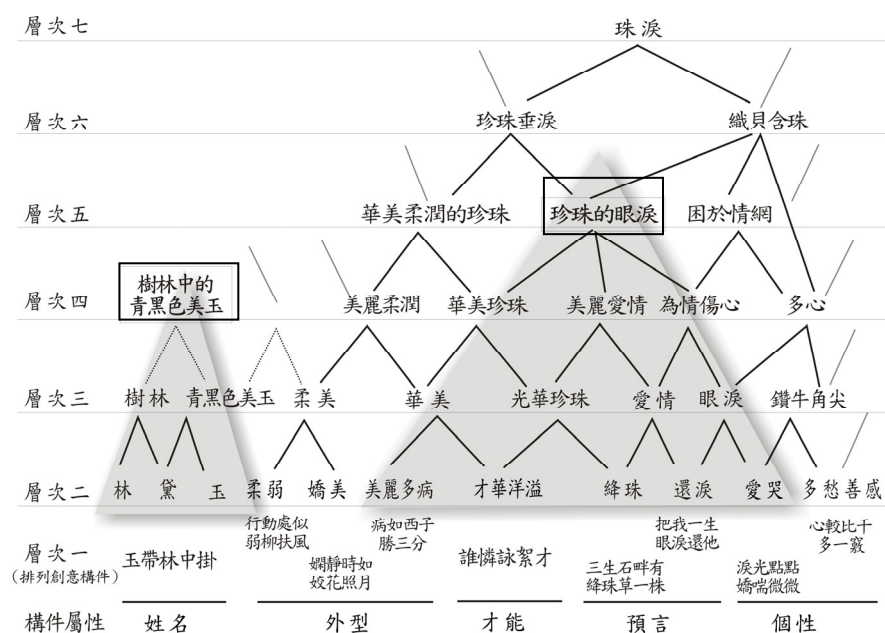 層次七 珠淚
層次六 珍珠垂淚 織貝含珠
層次五 華美柔潤的珍珠 珍珠的眼淚 困於情網
樹林中的
層次四 青黑色美玉 美麗柔潤 華美珍珠 美麗愛情 為情傷心 多心
層次三 樹林 青黑色美玉 柔美 華美 光華珍珠 愛情 眼淚 鑽牛角尖
層次二 林 黛 玉 柔弱 嬌美 美麗多病 才華洋溢 絳珠 還淚 愛哭 多愁善感
層次一
(排列創意構件)
玉帶林中掛
行動處似
弱柳扶風
嫻靜時如
姣花照月
病如西子
勝三分
誰憐詠絮才
三生石畔有
絳珠草一株
把我一生
眼淚還他
淚光點點
嬌喘微微
心較比干
多一竅
構件屬性 姓名 外型 才能 預言 個性